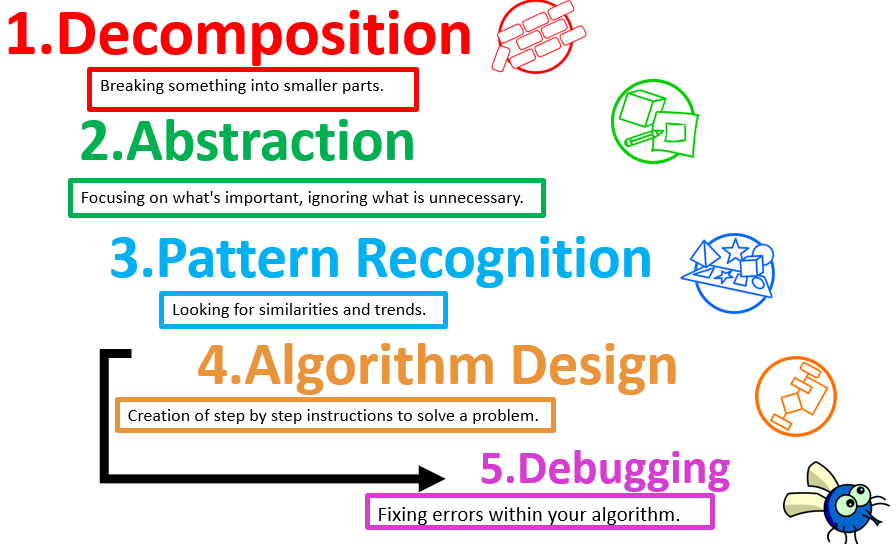 1.Decomposition
Breaking something into smaller parts.
2.Abstraction
Focusing on what's important, ignoring what is unnecessary.
3.Pattern Recognition
Looking for similarities and trends.
4.Algorithm Design
Creation of step by step instructions to solve a problem.
5.Debugging
Fixing errors within your algorithm.